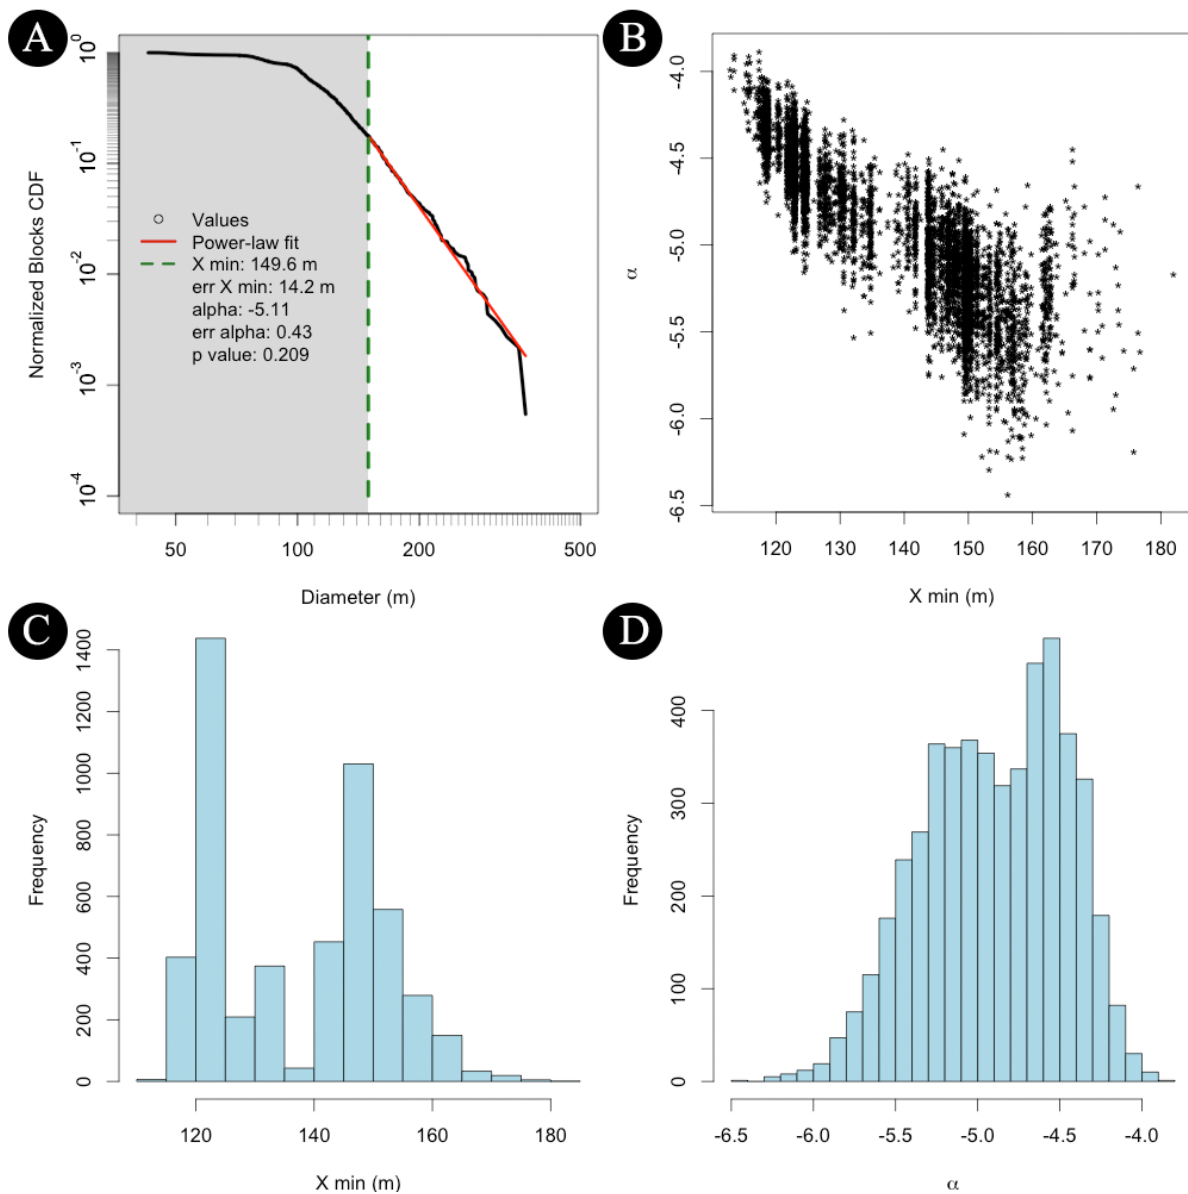 A
Normalized Blocks CDF
10^0
10^-1
10^-2
10^-3
10^-4
Values
Power-law fit
X min: 149.6 m
err X min: 14.2 m
alpha: -5.11
err alpha: 0.43
p value: 0.209
50 100 200 500
Diameter (m)
B
α
-4.0
-4.5
-5.0
-5.5
-6.0
-6.5
120 130 140 150 160 170 180
X min (m)
C
Frequency
1400
1200
1000
800
600
400
200
0
120 140 160 180
X min (m)
D
Frequency
400
300
200
100
0
-6.5 -6.0 -5.5 -5.0 -4.5 -4.0
α